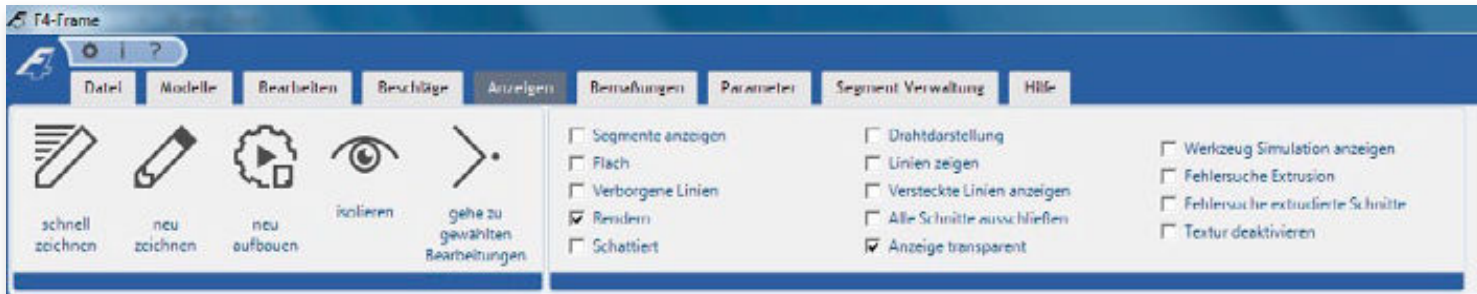 F4-Frame
i ?
Datei Modelle Bearbeiten Beschläge Anzeigen Bemaßungen Parameter Segment Verwaltung Hilfe
schnell
zeichnen
neu
zeichnen
neu
aufbauen
isolieren
gehe zu
gewählten
Bearbeitungen
Segmente anzeigen
Flach
Verborgene Linien
Rendern
Schattiert
Drahtdarstellung
Linien zeigen
Versteckte Linien anzeigen
Alle Schnitte ausschließen
Anzeige transparent
Werkzeug Simulation anzeigen
Fehlersuche Extrusion
Fehlersuche extrudierte Schnitte
Textur deaktivieren